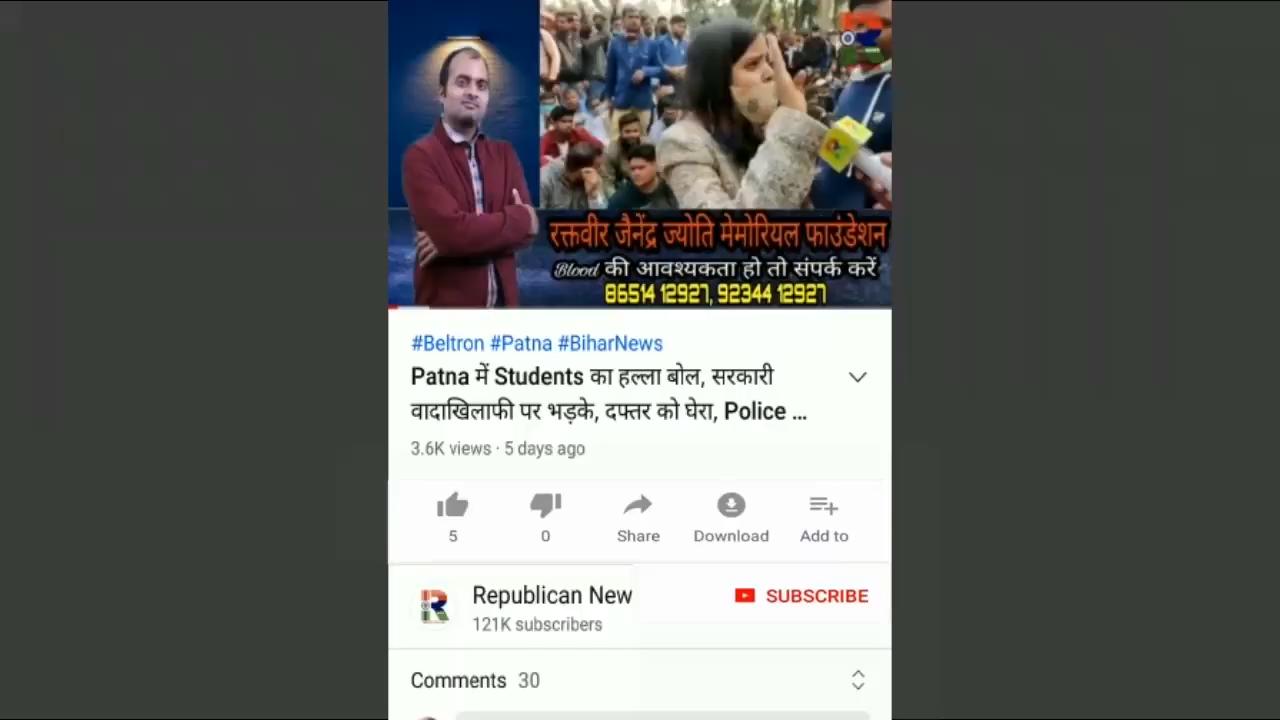 रक्तवीर जैनेंद्र ज्योति मेमोरियल फाउंडेशन
Blood की आवश्यकता हो तो संपर्क करें
86514 12927, 92344 12927
#Beltron #Patna #BiharNews
Patna में Students का हल्ला बोल, सरकारी
वादाखिलाफी पर भड़के, दफ्तर को घेरा, Police ...
3.6K views · 5 days ago
5
0
Share
Download
Add to
Republican New
SUBSCRIBE
121K subscribers
Comments 30